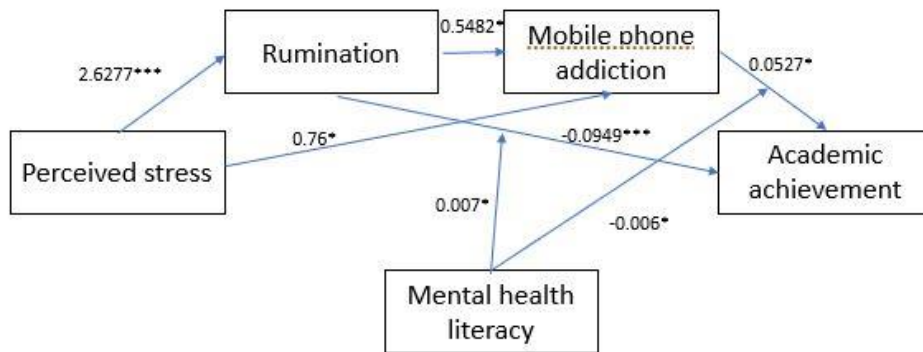 0.5482*
Mobile phone
addiction
Rumination
0.0527*
2.6277***
-0.0949***
0.76*
Perceived stress
Academic
achievement
0.007*
-0.006*
Mental health
literacy